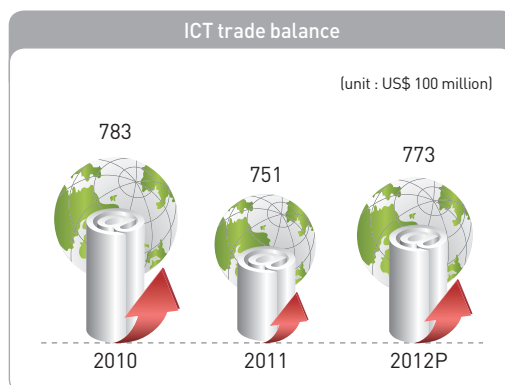 ICT trade balance
(unit : US$ 100 million)
783
751
773
@
@
@
2010
2011
2012P